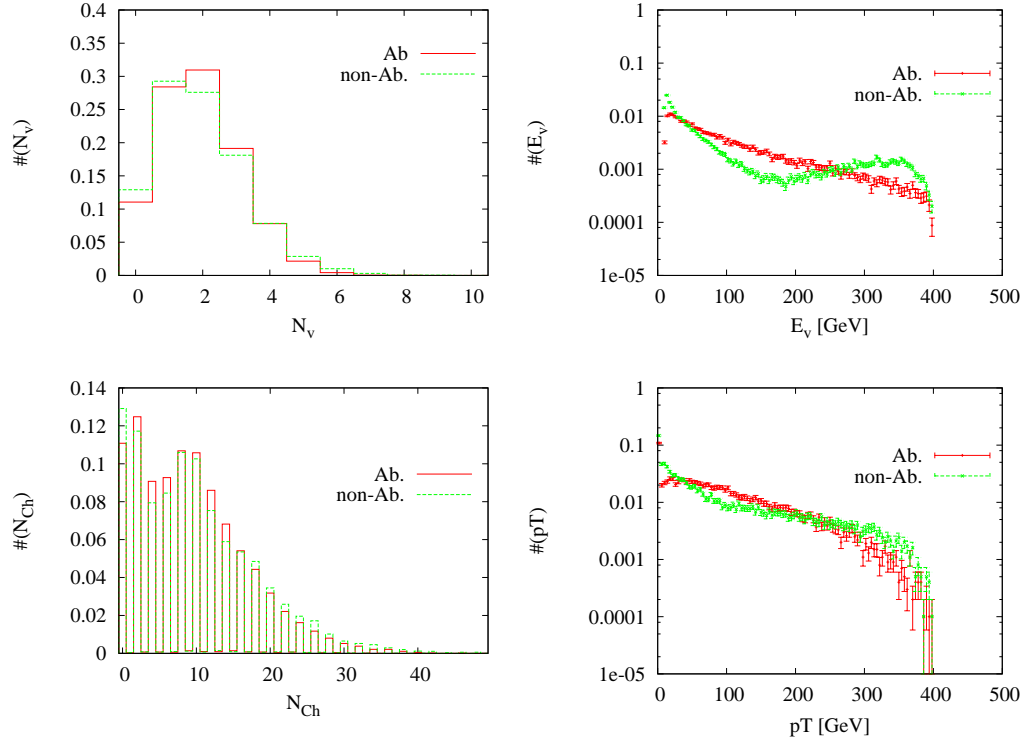 #(N_v)
0.4
0.35
0.3
0.25
0.2
0.15
0.1
0.05
0
Ab
non-Ab.
0 2 4 6 8 10
N_v
#(E_v)
1
0.1
0.01
0.001
0.0001
1e-05
Ab.
non-Ab.
0 100 200 300 400 500
E_v [GeV]
#(N_Ch)
0.14
0.12
0.1
0.08
0.06
0.04
0.02
0
Ab.
non-Ab.
0 10 20 30 40
N_Ch
#(pT)
1
0.1
0.01
0.001
0.0001
1e-05
Ab.
non-Ab.
0 100 200 300 400 500
pT [GeV]